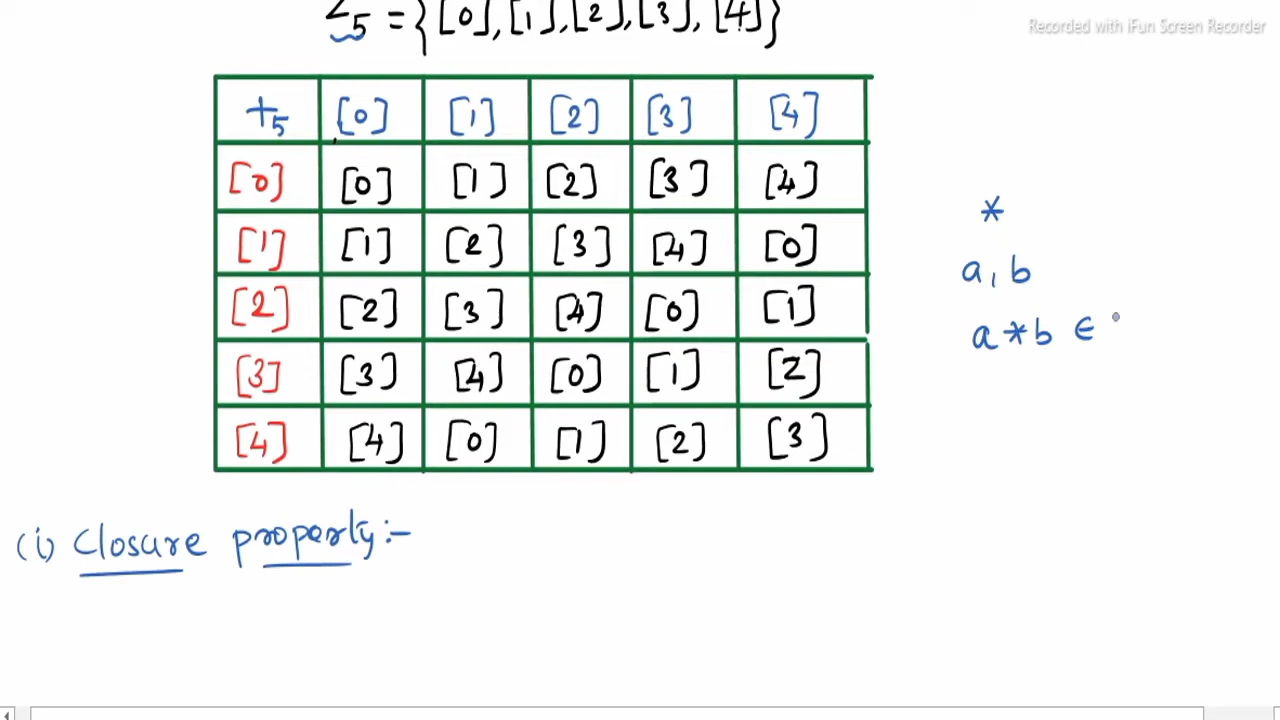 Recorded with iFun Screen Recorder
Z5 = {[0], [1], [2], [3], [4]}
+5 [0] [1] [2] [3] [4]
[0] [0] [1] [2] [3] [4]
[1] [1] [2] [3] [4] [0]
[2] [2] [3] [4] [0] [1]
[3] [3] [4] [0] [1] [2]
[4] [4] [0] [1] [2] [3]
*
a, b
a * b ∈
(i) Closure property:-